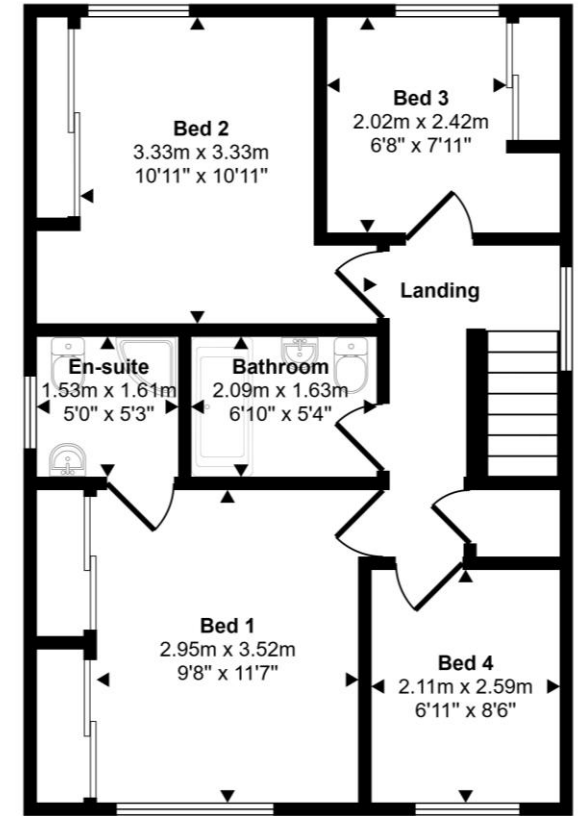 Bed 2
3.33m x 3.33m
10'11" x 10'11"
Bed 3
2.02m x 2.42m
6'8" x 7'11"
Landing
En-suite
1.53m x 1.61m
5'0" x 5'3"
Bathroom
2.09m x 1.63m
6'10" x 5'4"
Bed 1
2.95m x 3.52m
9'8" x 11'7"
Bed 4
2.11m x 2.59m
6'11" x 8'6"